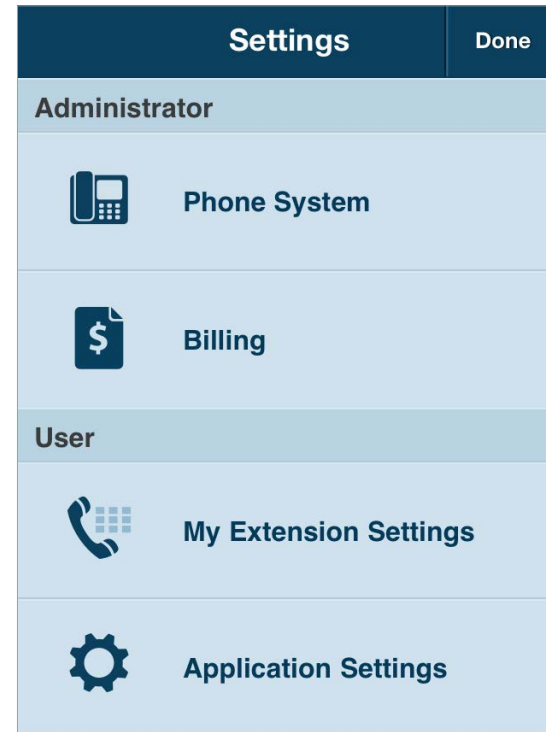 Settings
Done
Administrator
Phone System
$
Billing
User
My Extension Settings
Application Settings